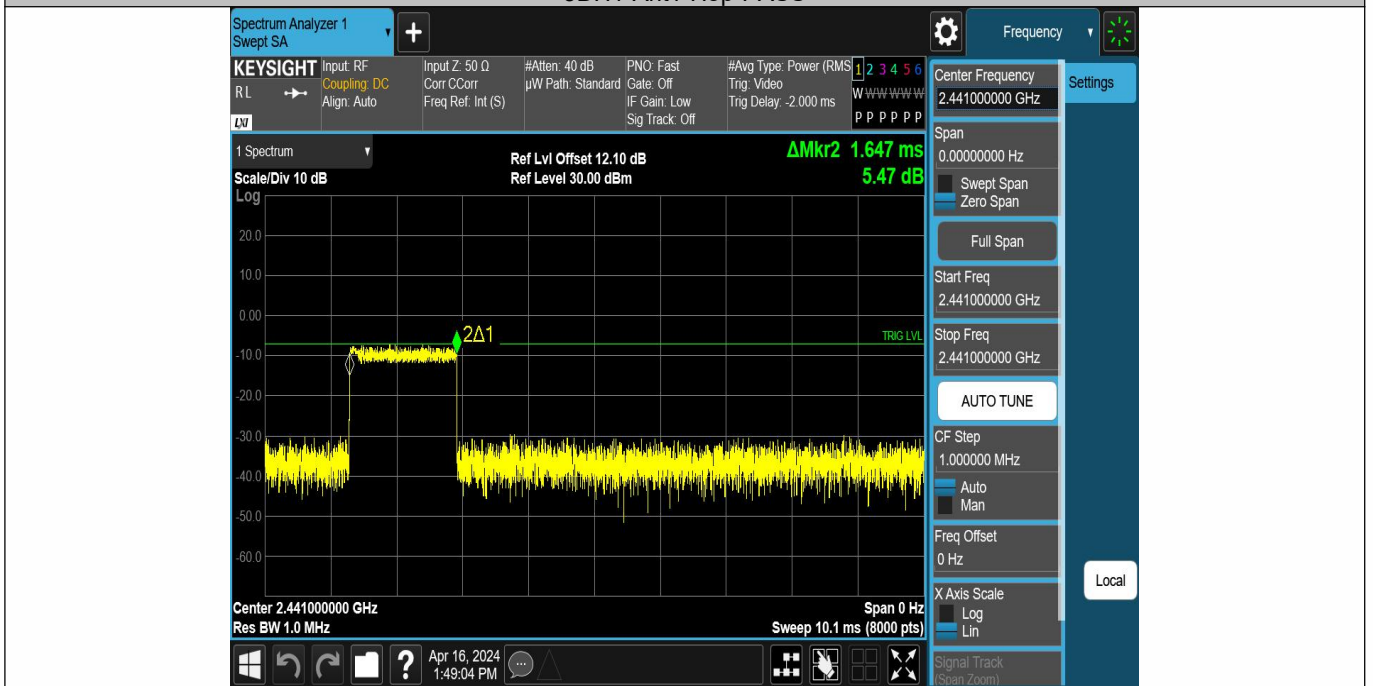 Spectrum Analyzer 1
Swept SA
+
Frequency
KEYSIGHT
RL
LXI
Input: RF
Coupling: DC
Align: Auto
Input Z: 50 Ω
Corr CCorr
Freq Ref: Int (S)
#Atten: 40 dB
µW Path: Standard
PNO: Fast
Gate: Off
IF Gain: Low
Sig Track: Off
#Avg Type: Power (RMS
Trig: Video
Trig Delay: -2.000 ms
1 2 3 4 5 6
W W W W W W
P P P P P P
1 Spectrum
Scale/Div 10 dB
Log
Ref Lvl Offset 12.10 dB
Ref Level 30.00 dBm
ΔMkr2 1.647 ms
5.47 dB
20.0
10.0
0.00
-10.0
-20.0
-30.0
-40.0
-50.0
-60.0
2Δ1
TRIG LVL
Center 2.441000000 GHz
Res BW 1.0 MHz
Span 0 Hz
Sweep 10.1 ms (8000 pts)
?
Apr 16, 2024
1:49:04 PM
Center Frequency
2.441000000 GHz
Settings
Span
0.00000000 Hz
Swept Span
Zero Span
Full Span
Start Freq
2.441000000 GHz
Stop Freq
2.441000000 GHz
AUTO TUNE
CF Step
1.000000 MHz
Auto
Man
Freq Offset
0 Hz
X Axis Scale
Log
Lin
Local
Signal Track
(Span Zoom)